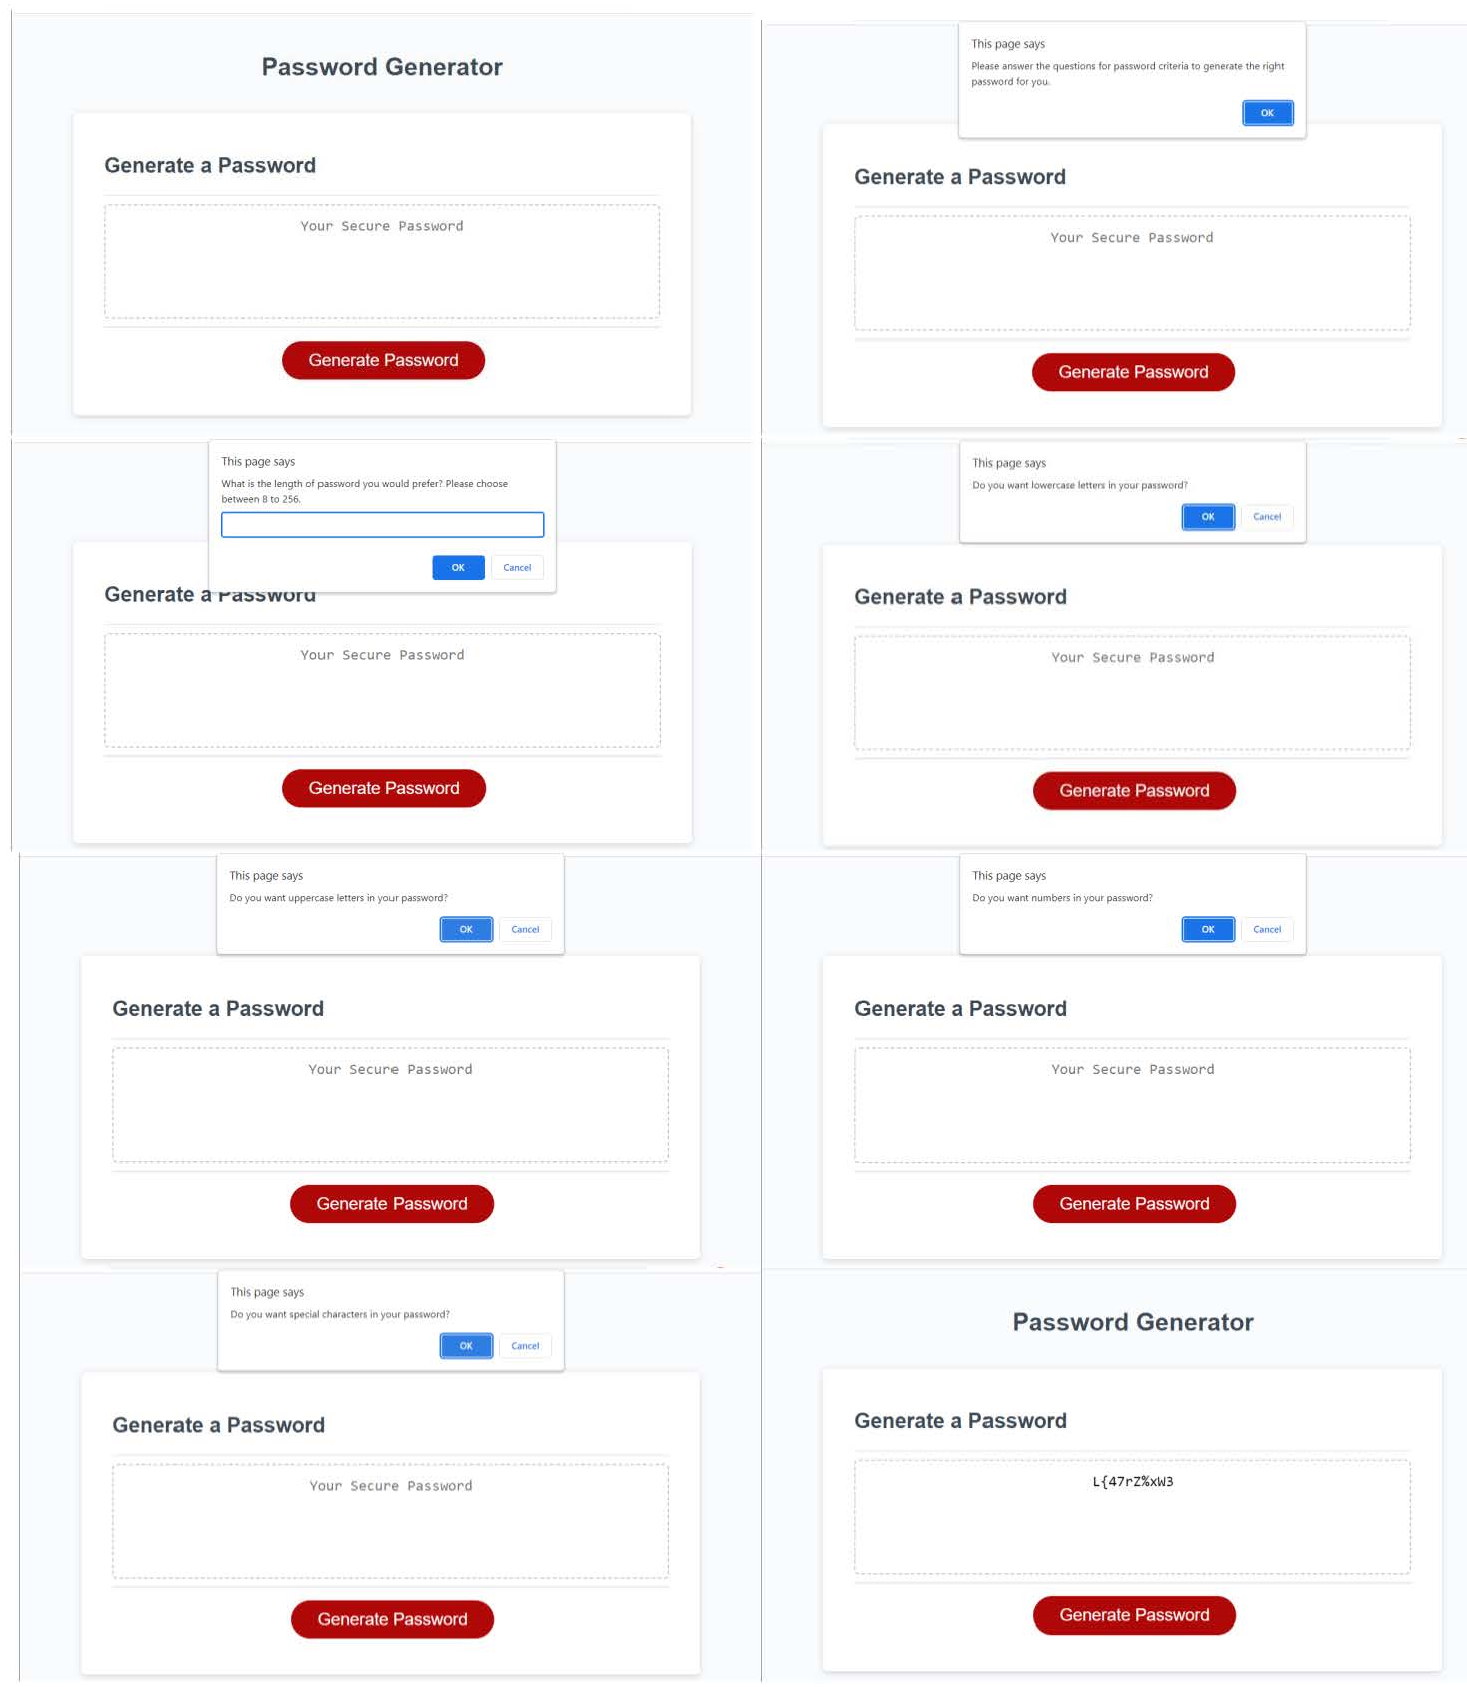 Password Generator
Generate a Password
Your Secure Password
Generate Password
This page says
Please answer the questions for password criteria to generate the right
password for you.
OK
Generate a Password
Your Secure Password
Generate Password
This page says
What is the length of password you would prefer? Please choose
between 8 to 256.
OK Cancel
Generate a Password
Your Secure Password
Generate Password
This page says
Do you want lowercase letters in your password?
OK Cancel
Generate a Password
Your Secure Password
Generate Password
This page says
Do you want uppercase letters in your password?
OK Cancel
Generate a Password
Your Secure Password
Generate Password
This page says
Do you want numbers in your password?
OK Cancel
Generate a Password
Your Secure Password
Generate Password
This page says
Do you want special characters in your password?
OK Cancel
Generate a Password
Your Secure Password
Generate Password
Password Generator
Generate a Password
L{47rZ%xW3
Generate Password